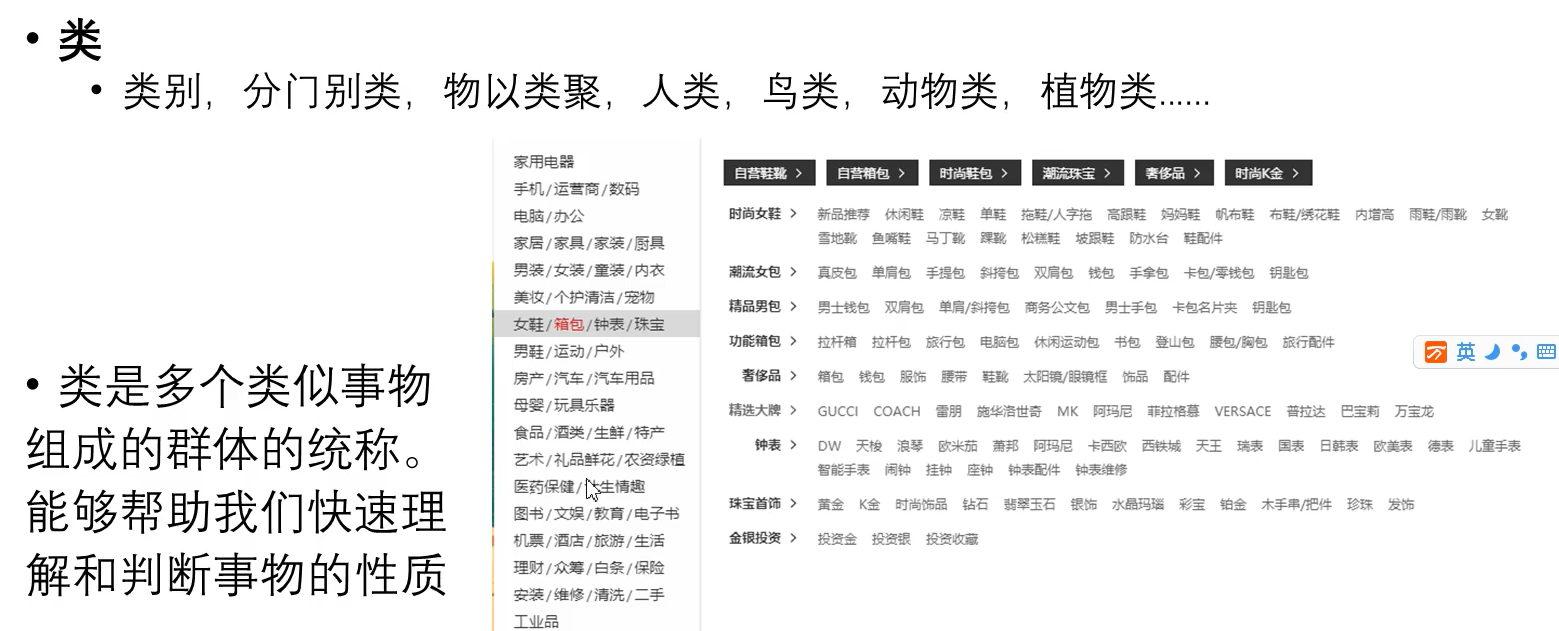 • 类
• 类别，分门别类，物以类聚，人类，鸟类，动物类，植物类……
• 类是多个类似事物
组成的群体的统称。
能够帮助我们快速理
解和判断事物的性质
家用电器
手机/运营商/数码
电脑/办公
家居/家具/家装/厨具
男装/女装/童装/内衣
美妆/个护清洁/宠物
女鞋/箱包/钟表/珠宝
男鞋/运动/户外
房产/汽车/汽车用品
母婴/玩具乐器
食品/酒类/生鲜/特产
艺术/礼品鲜花/农资绿植
医药保健/ 生情趣
图书/文娱/教育/电子书
机票/酒店/旅游/生活
理财/众筹/白条/保险
安装/维修/清洗/二手
工业品
自营鞋靴 > 自营箱包 > 时尚鞋包 > 潮流珠宝 > 奢侈品 > 时尚K金 >
时尚女鞋 > 新品推荐 休闲鞋 凉鞋 单鞋 拖鞋/人字拖 高跟鞋 妈妈鞋 帆布鞋 布鞋/绣花鞋 内增高 雨鞋/雨靴 女靴
雪地靴 鱼嘴鞋 马丁靴 踝靴 松糕鞋 坡跟鞋 防水台 鞋配件
潮流女包 > 真皮包 单肩包 手提包 斜挎包 双肩包 钱包 手拿包 卡包/零钱包 钥匙包
精品男包 > 男士钱包 双肩包 单肩/斜挎包 商务公文包 男士手包 卡包名片夹 钥匙包
功能箱包 > 拉杆箱 拉杆包 旅行包 电脑包 休闲运动包 书包 登山包 腰包/胸包 旅行配件
奢侈品 > 箱包 钱包 服饰 腰带 鞋靴 太阳镜/眼镜框 饰品 配件
精选大牌 > GUCCI COACH 雷朋 施华洛世奇 MK 阿玛尼 菲拉格慕 VERSACE 普拉达 巴宝莉 万宝龙
钟表 > DW 天梭 浪琴 欧米茄 萧邦 阿玛尼 卡西欧 西铁城 天王 瑞表 国表 日韩表 欧美表 德表 儿童手表
智能手表 闹钟 挂钟 座钟 钟表配件 钟表维修
珠宝首饰 > 黄金 K金 时尚饰品 钻石 翡翠玉石 银饰 水晶玛瑙 彩宝 铂金 木手串/把件 珍珠 发饰
金银投资 > 投资金 投资银 投资收藏
英